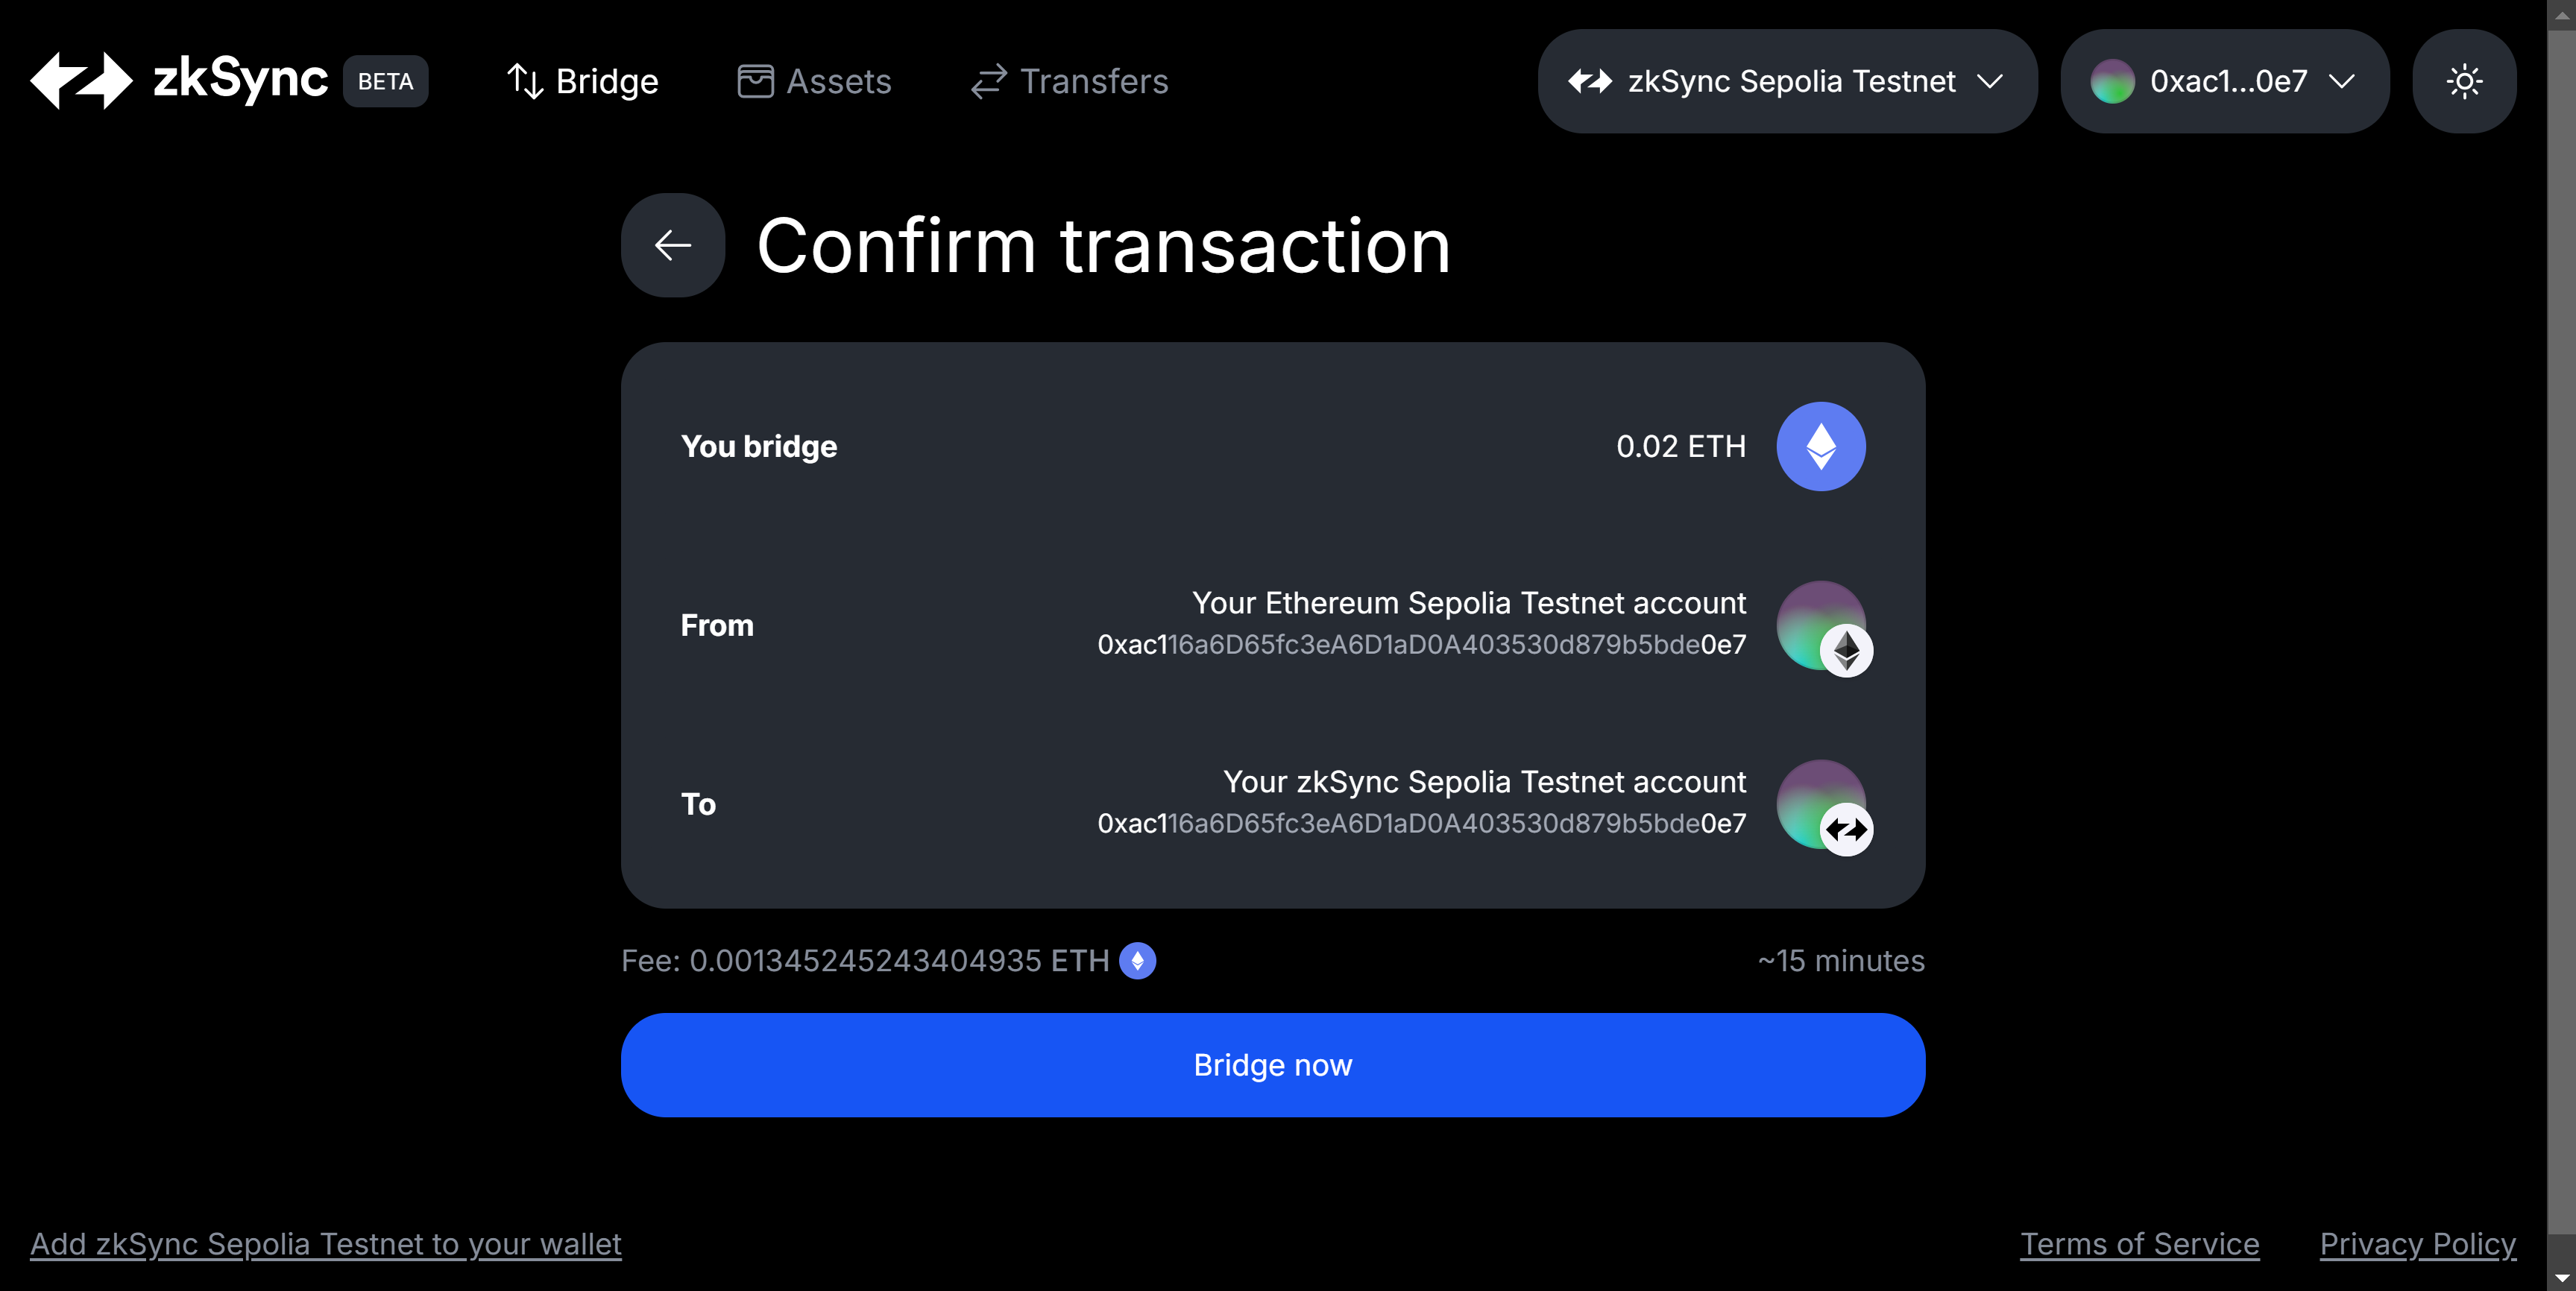 zkSync BETA Bridge Assets Transfers zkSync Sepolia Testnet 0xac1...0e7
Confirm transaction
You bridge 0.02 ETH
Your Ethereum Sepolia Testnet account
From
0xac116a6D65fc3eA6D1aD0A403530d879b5bde0e7
Your zkSync Sepolia Testnet account
To
0xac116a6D65fc3eA6D1aD0A403530d879b5bde0e7
Fee: 0.001345245243404935 ETH ~15 minutes
Bridge now
Add zkSync Sepolia Testnet to your wallet Terms of Service Privacy Policy